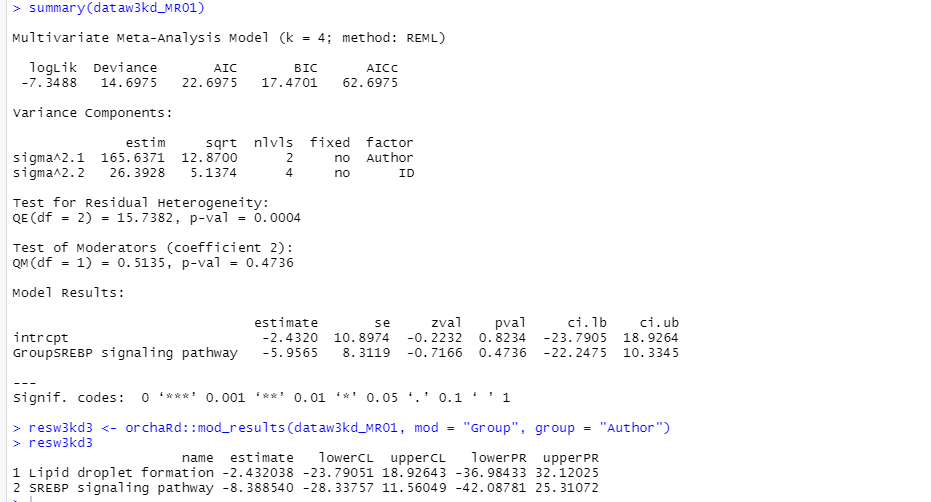 > summary(dataw3kd_MR01)
Multivariate Meta-Analysis Model (k = 4; method: REML)
logLik Deviance AIC BIC AICc
-7.3488 14.6975 22.6975 17.4701 62.6975
Variance Components:
estim sqrt nlvls fixed factor
sigma^2.1 165.6371 12.8700 2 no Author
sigma^2.2 26.3928 5.1374 4 no ID
Test for Residual Heterogeneity:
QE(df = 2) = 15.7382, p-val = 0.0004
Test of Moderators (coefficient 2):
QM(df = 1) = 0.5135, p-val = 0.4736
Model Results:
estimate se zval pval ci.lb ci.ub
intrcpt -2.4320 10.8974 -0.2232 0.8234 -23.7905 18.9264
GroupSREBP signaling pathway -5.9565 8.3119 -0.7166 0.4736 -22.2475 10.3345
---
Signif. codes: 0 ‘***’ 0.001 ‘**’ 0.01 ‘*’ 0.05 ‘.’ 0.1 ‘ ’ 1
> resw3kd3 <- orchaRd::mod_results(dataw3kd_MR01, mod = "Group", group = "Author")
> resw3kd3
name estimate lowerCL upperCL lowerPR upperPR
1 Lipid droplet formation -2.432038 -23.79051 18.92643 -36.98433 32.12025
2 SREBP signaling pathway -8.388540 -28.33757 11.56049 -42.08781 25.31072
>